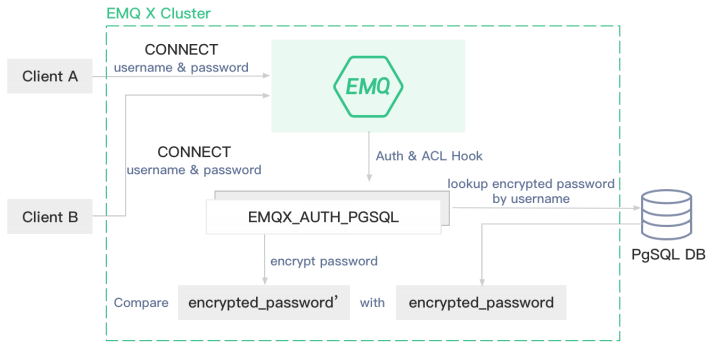 EMQ X Cluster
CONNECT
username & password
Client A
EMQ
CONNECT
username & password
Auth & ACL Hook
lookup encrypted password
by username
Client B
EMQX_AUTH_PGSQL
PgSQL DB
encrypt password
Compare
encrypted_password’
with
encrypted_password